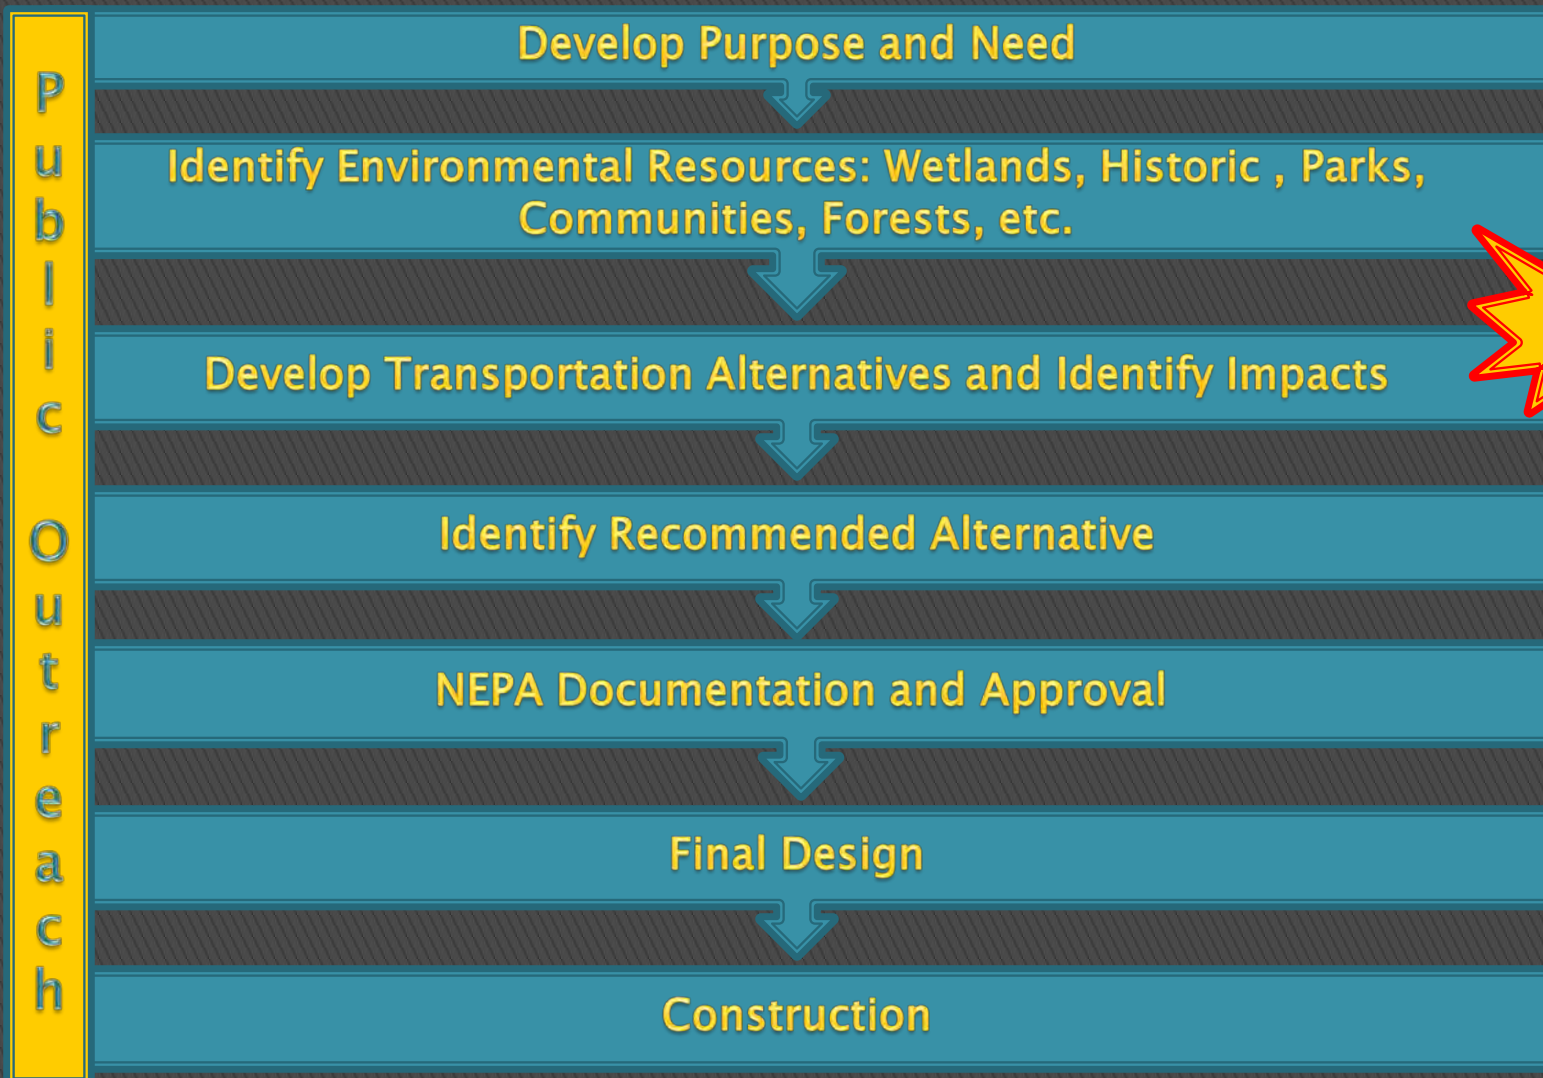 Public Outreach
Develop Purpose and Need
Identify Environmental Resources: Wetlands, Historic , Parks,
Communities, Forests, etc.
Develop Transportation Alternatives and Identify Impacts
Identify Recommended Alternative
NEPA Documentation and Approval
Final Design
Construction